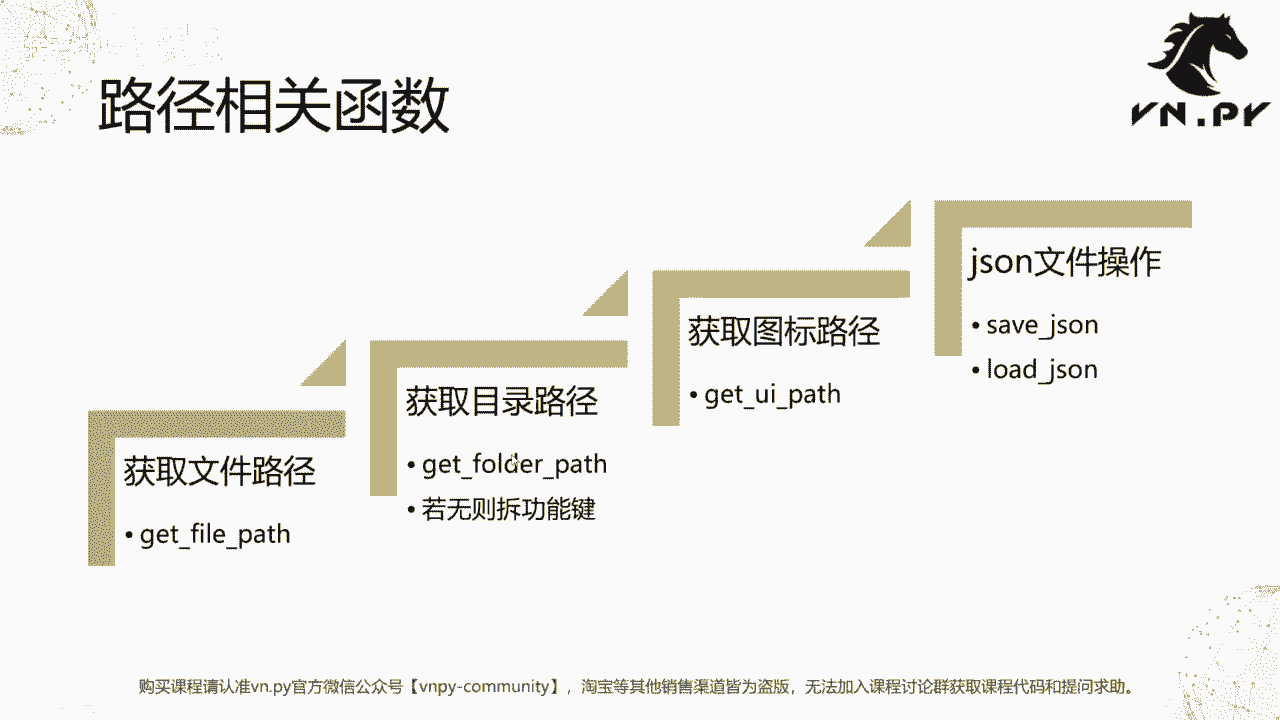 路径相关函数
VN.PY
获取文件路径
• get_file_path
获取目录路径
• get_folder_path
• 若无则拆功能键
获取图标路径
• get_ui_path
json文件操作
• save_json
• load_json
购买课程请认准vn.py官方微信公众号【vnpy-community】，淘宝等其他销售渠道皆为盗版，无法加入课程讨论群获取课程代码和提问求助。